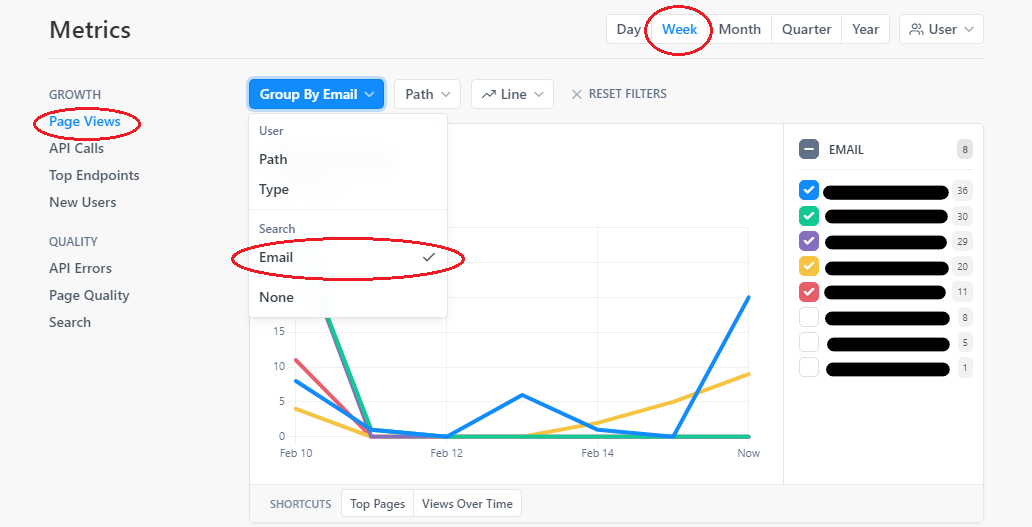 Metrics
Day Week Month Quarter Year User
GROWTH
Page Views
API Calls
Top Endpoints
New Users
QUALITY
API Errors
Page Quality
Search
Group By Email Path Line RESET FILTERS
User
Path
Type
Search
Email
None
15
10
5
0
Feb 10 Feb 12 Feb 14 Now
EMAIL 8
36
30
29
20
11
8
5
1
SHORTCUTS Top Pages Views Over Time